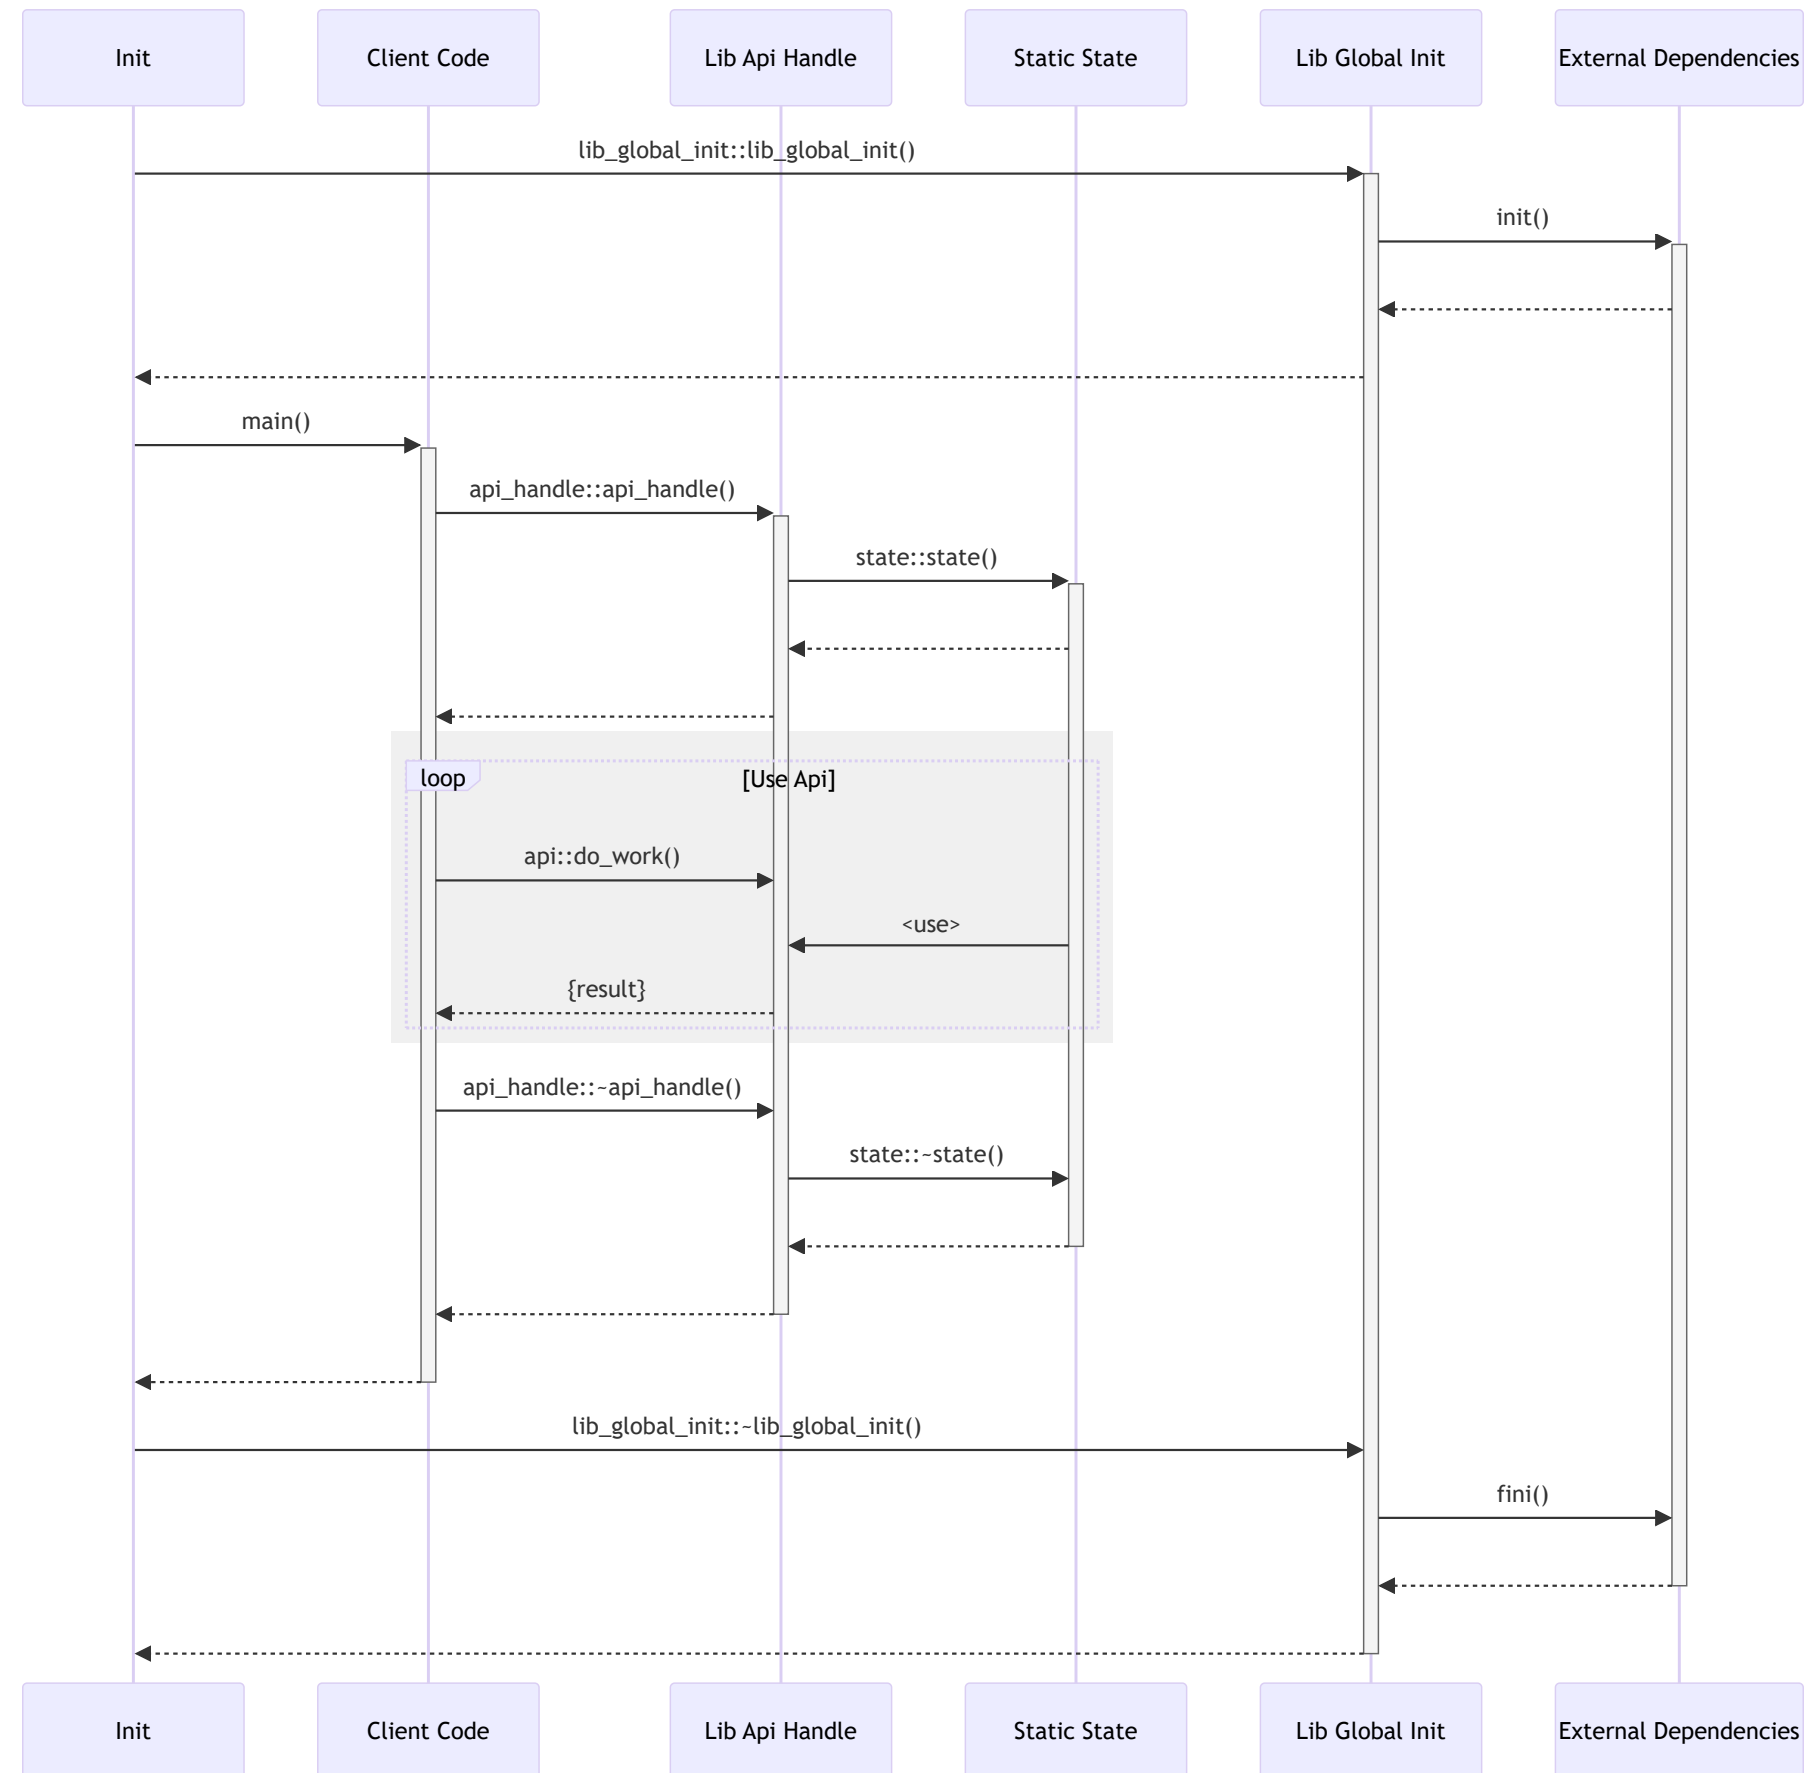 Init
Client Code
Lib Api Handle
Static State
Lib Global Init
External Dependencies
lib_global_init::lib_global_init()
init()
main()
api_handle::api_handle()
state::state()
loop
[Use Api]
api::do_work()
<use>
{result}
api_handle::~api_handle()
state::~state()
lib_global_init::~lib_global_init()
fini()
Init
Client Code
Lib Api Handle
Static State
Lib Global Init
External Dependencies